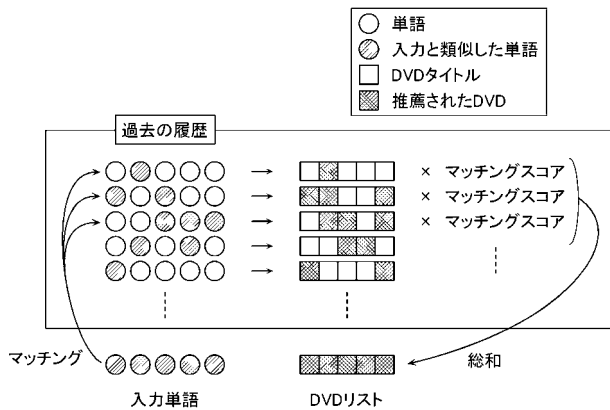 単語
入力と類似した単語
DVDタイトル
推薦されたDVD
過去の履歴
× マッチングスコア
× マッチングスコア
× マッチングスコア
マッチング
総和
入力単語
DVDリスト